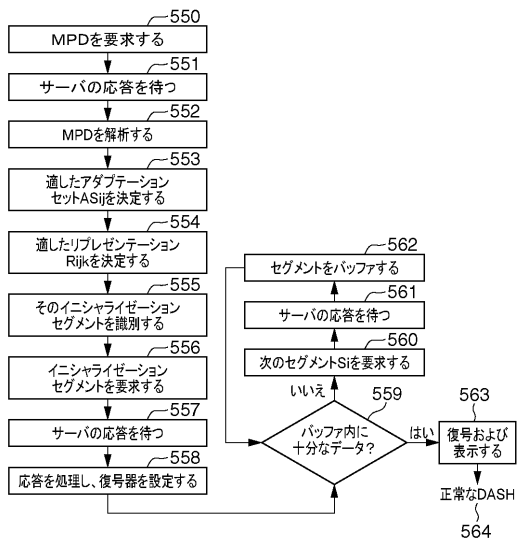 550
MPDを要求する
551
サーバの応答を待つ
552
MPDを解析する
553
適したアダプテーション
セットASijを決定する
554
適したリプレゼンテーション
Rijkを決定する
555
そのイニシャライゼーション
セグメントを識別する
556
イニシャライゼーション
セグメントを要求する
557
サーバの応答を待つ
558
応答を処理し、復号器を設定する
559
バッファ内に
十分なデータ?
いいえ
560
次のセグメントSiを要求する
561
サーバの応答を待つ
562
セグメントをバッファする
はい
563
復号および
表示する
正常なDASH
564